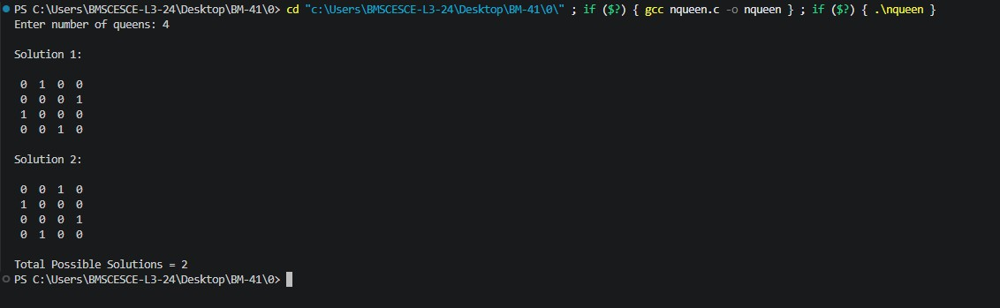 PS C:\Users\BMSCESCE-L3-24\Desktop\BM-41\0> cd "c:\Users\BMSCESCE-L3-24\Desktop\BM-41\0\" ; if ($?) { gcc nqueen.c -o nqueen } ; if ($?) { .\nqueen }
Enter number of queens: 4
Solution 1:
0 1 0 0
0 0 0 1
1 0 0 0
0 0 1 0
Solution 2:
0 0 1 0
1 0 0 0
0 0 0 1
0 1 0 0
Total Possible Solutions = 2
PS C:\Users\BMSCESCE-L3-24\Desktop\BM-41\0>